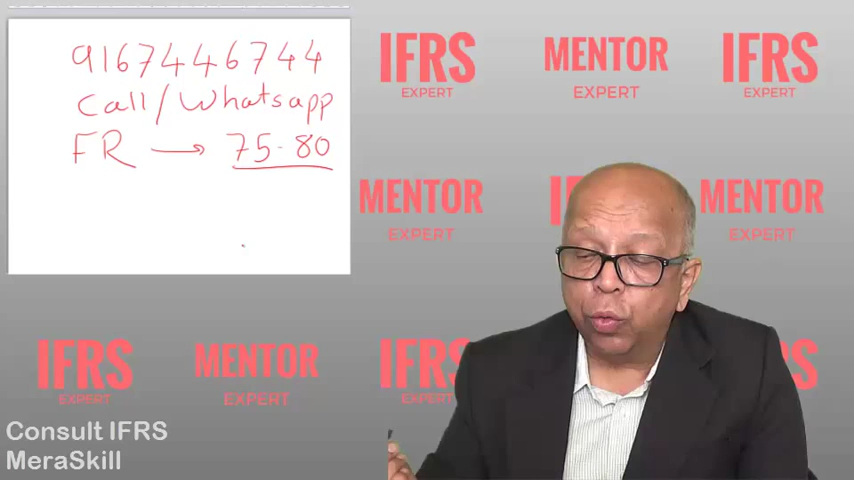 9167446744
Call/Whatsapp
FR → 75-80
IFRS
EXPERT
MENTOR
EXPERT
IFRS
EXPERT
MENTOR
EXPERT
MENTOR
EXPERT
IFRS
EXPERT
MENTOR
EXPERT
IFRS
EXPERT
Consult IFRS
MeraSkill